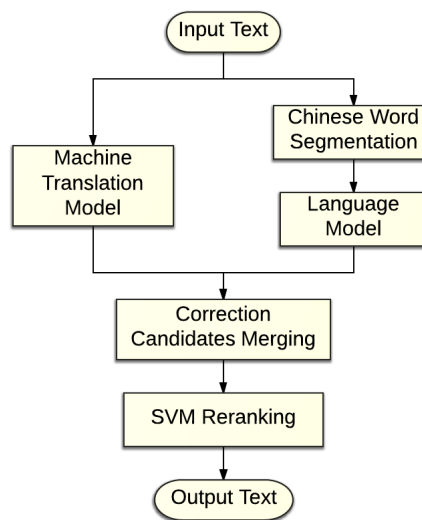 Input Text
Chinese Word
Segmentation
Machine
Translation
Model
Language
Model
Correction
Candidates Merging
SVM Reranking
Output Text